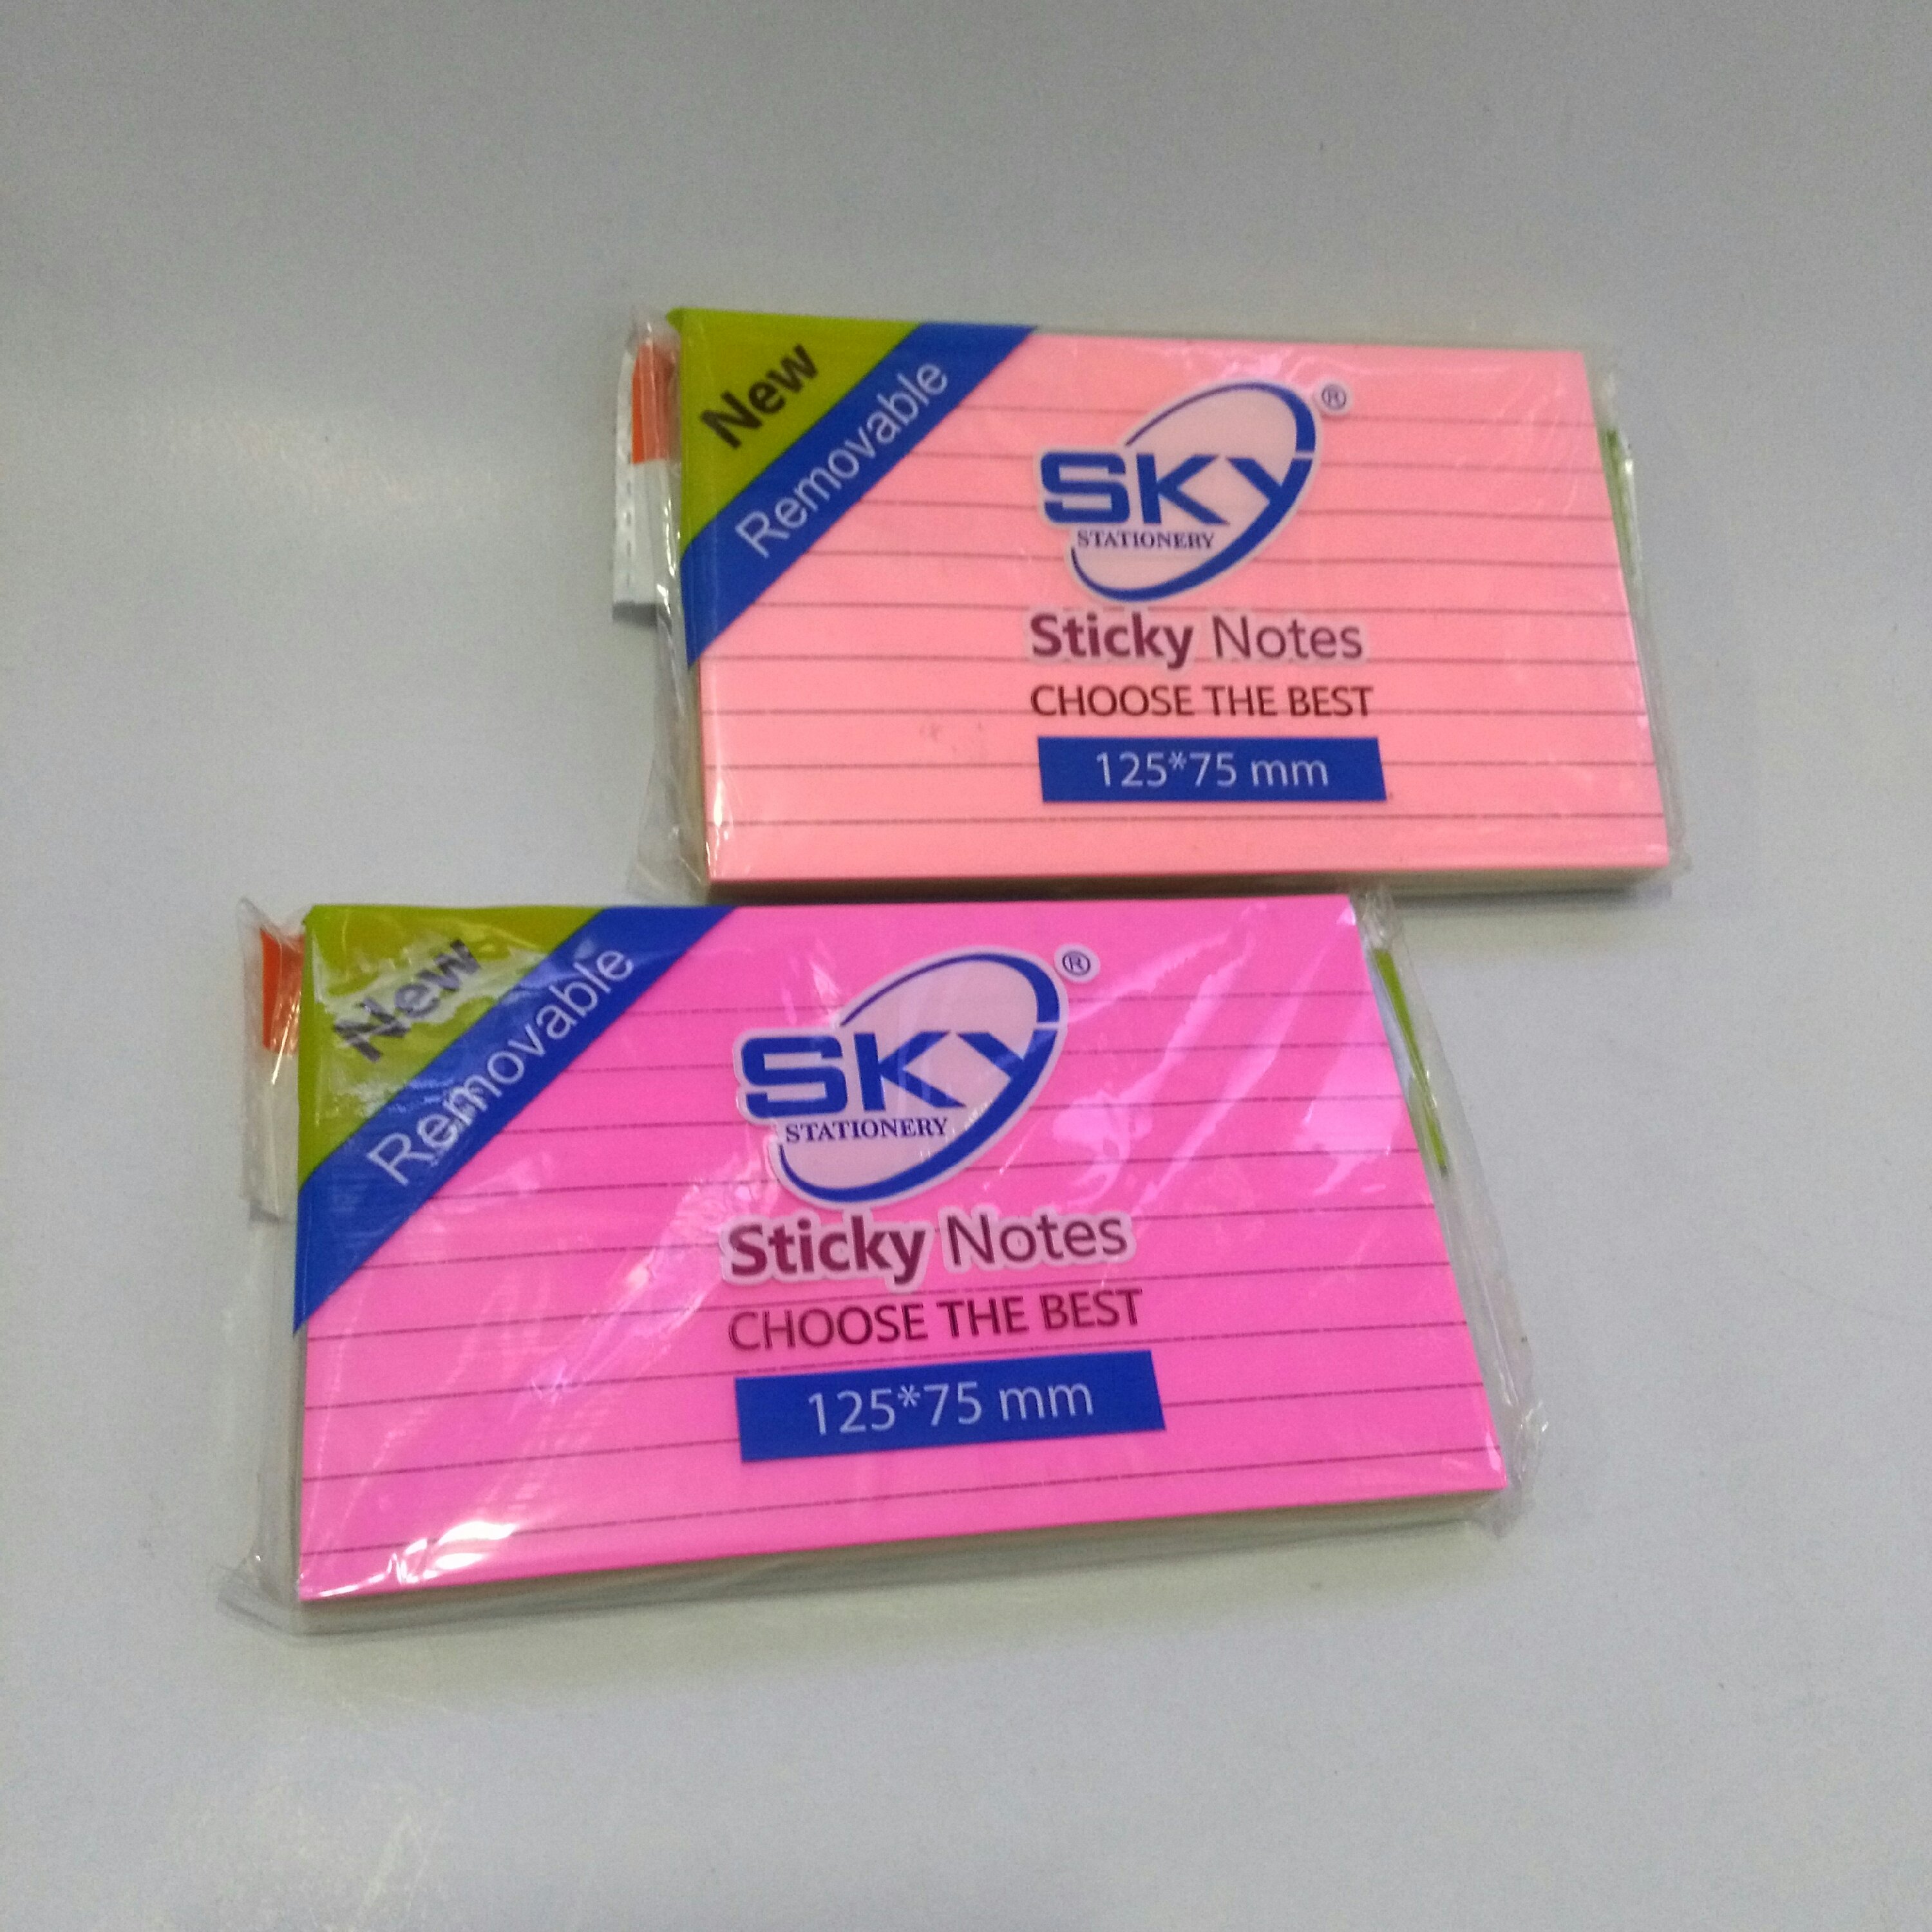 New
Removable
SKY ®
STATIONERY
Sticky Notes
CHOOSE THE BEST
125*75 mm
New
Removable
SKY ®
STATIONERY
Sticky Notes
CHOOSE THE BEST
125*75 mm